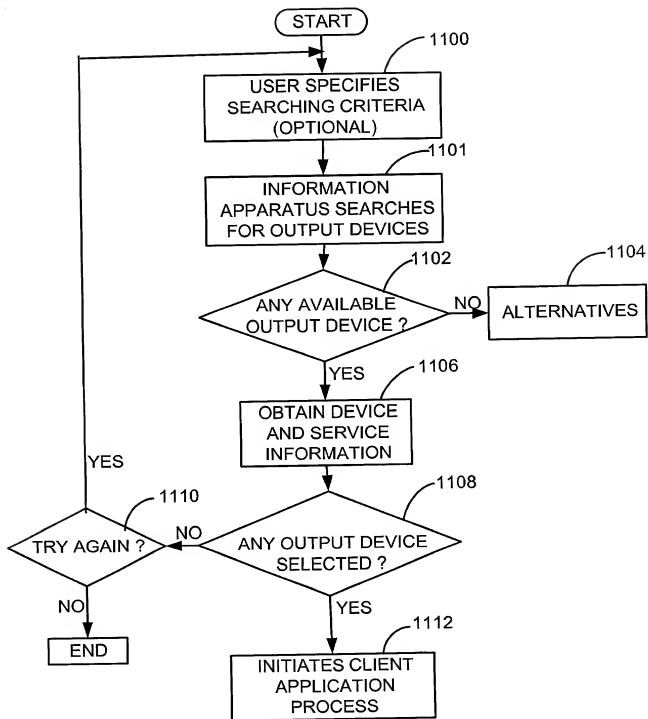 START
1100
USER SPECIFIES
SEARCHING CRITERIA
(OPTIONAL)
1101
INFORMATION
APPARATUS SEARCHES
FOR OUTPUT DEVICES
1102
ANY AVAILABLE
OUTPUT DEVICE ?
NO
1104
ALTERNATIVES
YES
1106
OBTAIN DEVICE
AND SERVICE
INFORMATION
1108
ANY OUTPUT DEVICE
SELECTED ?
NO
1110
TRY AGAIN ?
YES
NO
END
YES
1112
INITIATES CLIENT
APPLICATION
PROCESS